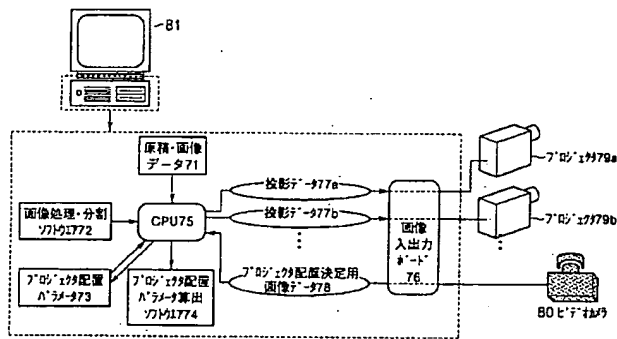 81
原稿・画像
データ71
画像処理・分割
ソフトウエア72
CPU75
投影データ77a
投影データ77b
プロジェクタ配置決定用
画像データ78
画像
入出力
ボード
76
プロジェクタ配置
パラメータ73
プロジェクタ配置
パラメータ算出
ソフトウエア74
プロジェクタ79a
プロジェクタ79b
80 ビデオカメラ